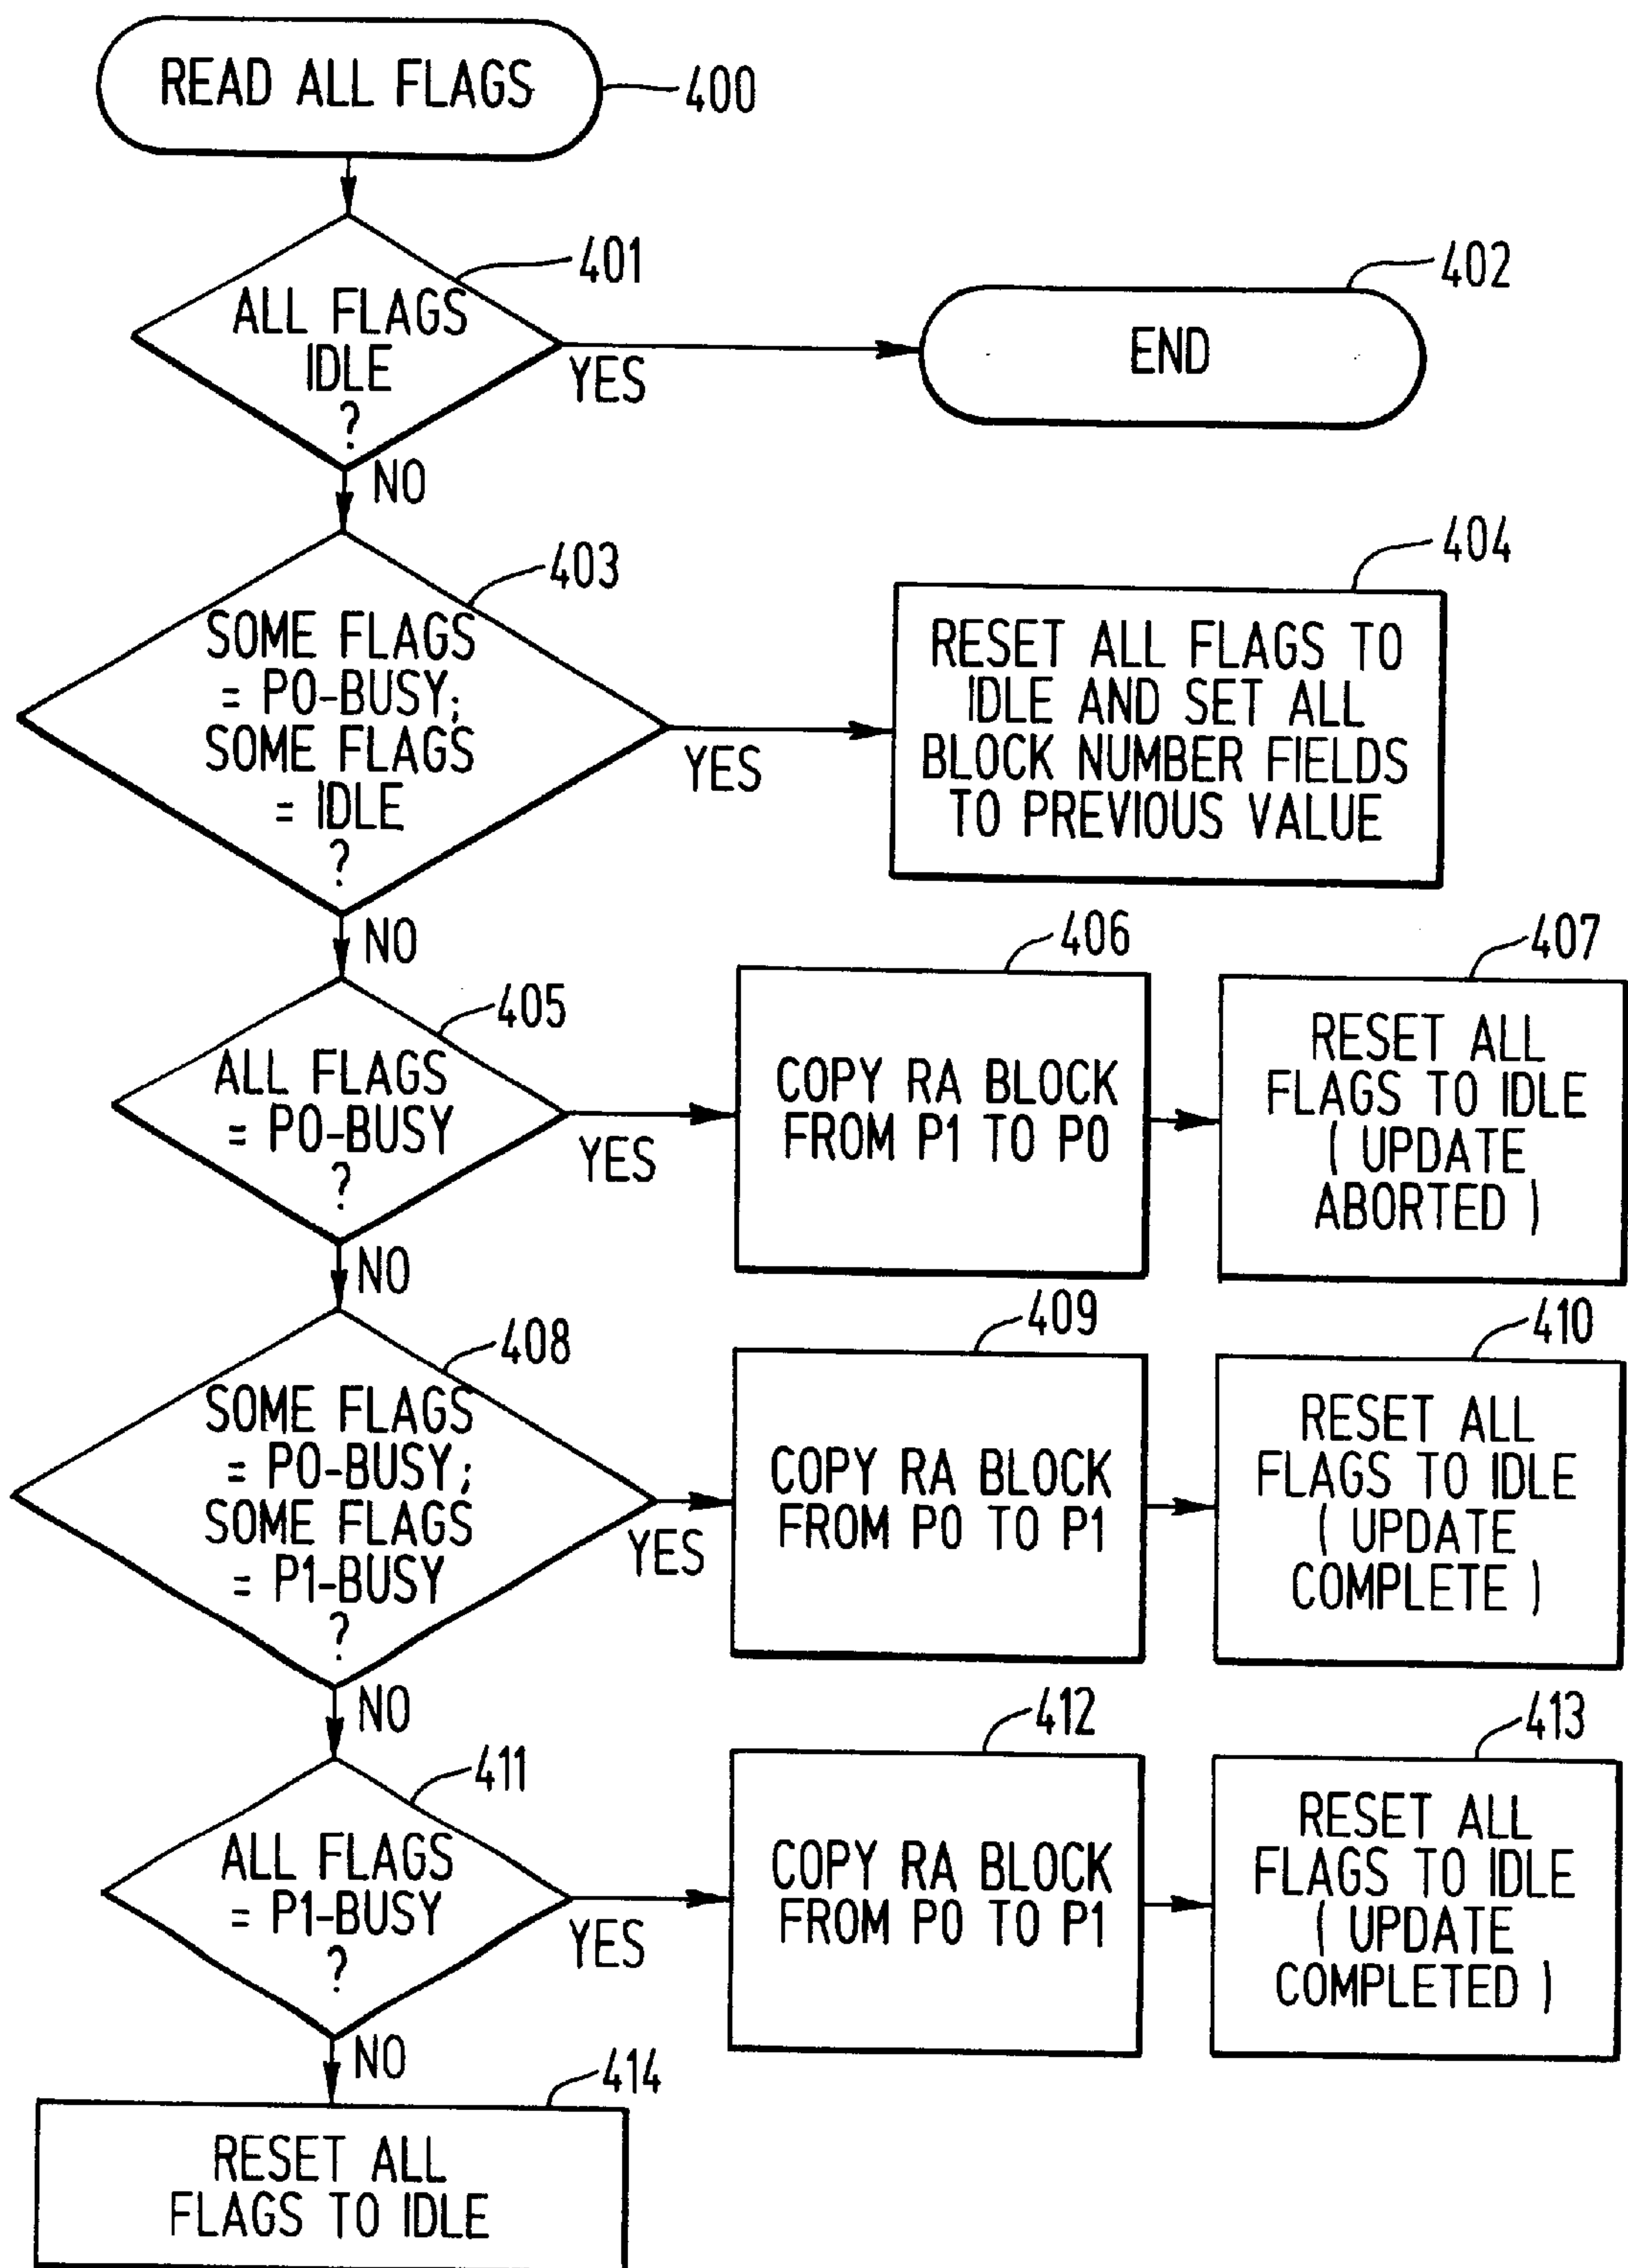 READ ALL FLAGS
400
401
ALL FLAGS
IDLE
?
YES
402
END
NO
403
SOME FLAGS
= P0-BUSY;
SOME FLAGS
= IDLE
?
YES
404
RESET ALL FLAGS TO
IDLE AND SET ALL
BLOCK NUMBER FIELDS
TO PREVIOUS VALUE
NO
405
ALL FLAGS
= P0-BUSY
?
YES
406
COPY RA BLOCK
FROM P1 TO P0
407
RESET ALL
FLAGS TO IDLE
( UPDATE
ABORTED )
NO
408
SOME FLAGS
= P0-BUSY;
SOME FLAGS
= P1-BUSY
?
YES
409
COPY RA BLOCK
FROM P0 TO P1
410
RESET ALL
FLAGS TO IDLE
( UPDATE
COMPLETE )
NO
411
ALL FLAGS
= P1-BUSY
?
YES
412
COPY RA BLOCK
FROM P0 TO P1
413
RESET ALL
FLAGS TO IDLE
( UPDATE
COMPLETED )
NO
414
RESET ALL
FLAGS TO IDLE